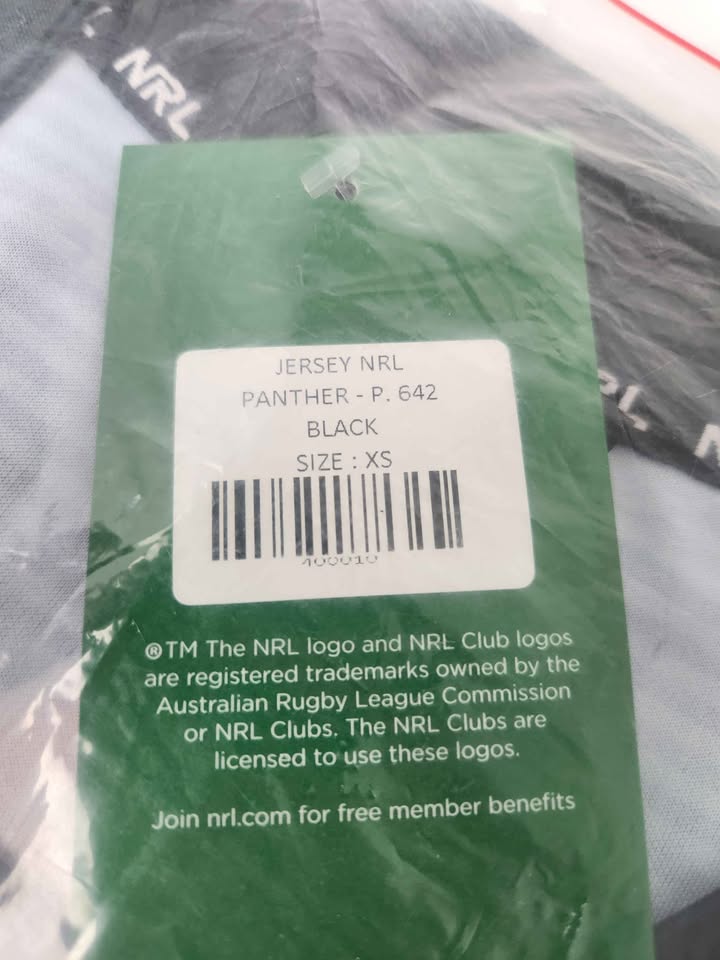 NRL
JERSEY NRL
PANTHER - P. 642
BLACK
SIZE : XS
®TM The NRL logo and NRL Club logos
are registered trademarks owned by the
Australian Rugby League Commission
or NRL Clubs. The NRL Clubs are
licensed to use these logos.
Join nrl.com for free member benefits